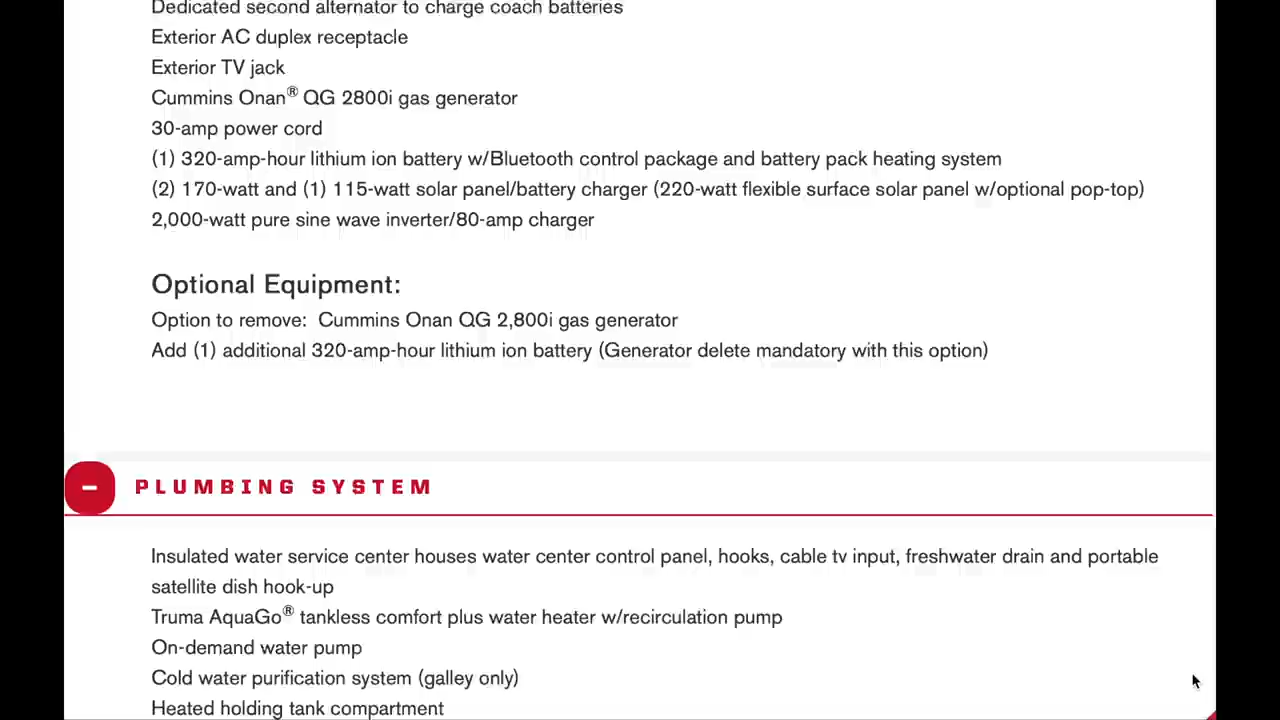 Dedicated second alternator to charge coach batteries
Exterior AC duplex receptacle
Exterior TV jack
Cummins Onan® QG 2800i gas generator
30-amp power cord
(1) 320-amp-hour lithium ion battery w/Bluetooth control package and battery pack heating system
(2) 170-watt and (1) 115-watt solar panel/battery charger (220-watt flexible surface solar panel w/optional pop-top)
2,000-watt pure sine wave inverter/80-amp charger
Optional Equipment:
Option to remove:  Cummins Onan QG 2,800i gas generator
Add (1) additional 320-amp-hour lithium ion battery (Generator delete mandatory with this option)
PLUMBING SYSTEM
Insulated water service center houses water center control panel, hooks, cable tv input, freshwater drain and portable
satellite dish hook-up
Truma AquaGo® tankless comfort plus water heater w/recirculation pump
On-demand water pump
Cold water purification system (galley only)
Heated holding tank compartment